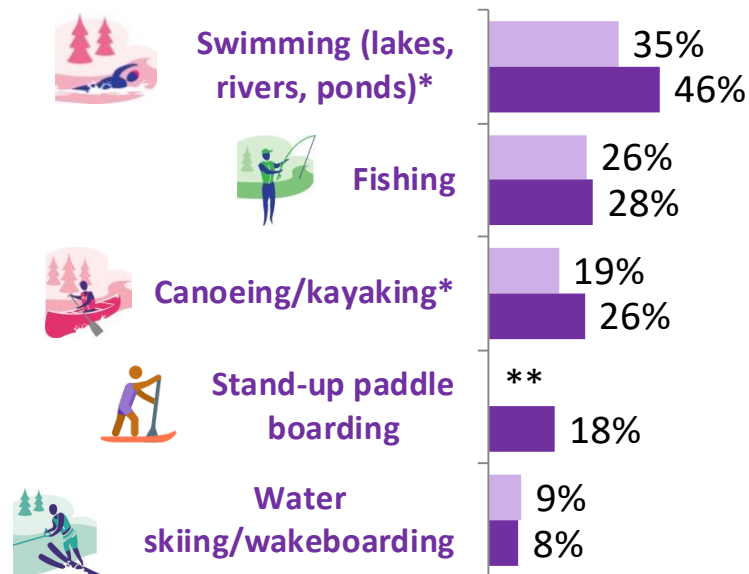 Swimming (lakes,
rivers, ponds)*
35%
46%
Fishing
26%
28%
Canoeing/kayaking*
19%
26%
Stand-up paddle
boarding
**
18%
Water
skiing/wakeboarding
9%
8%